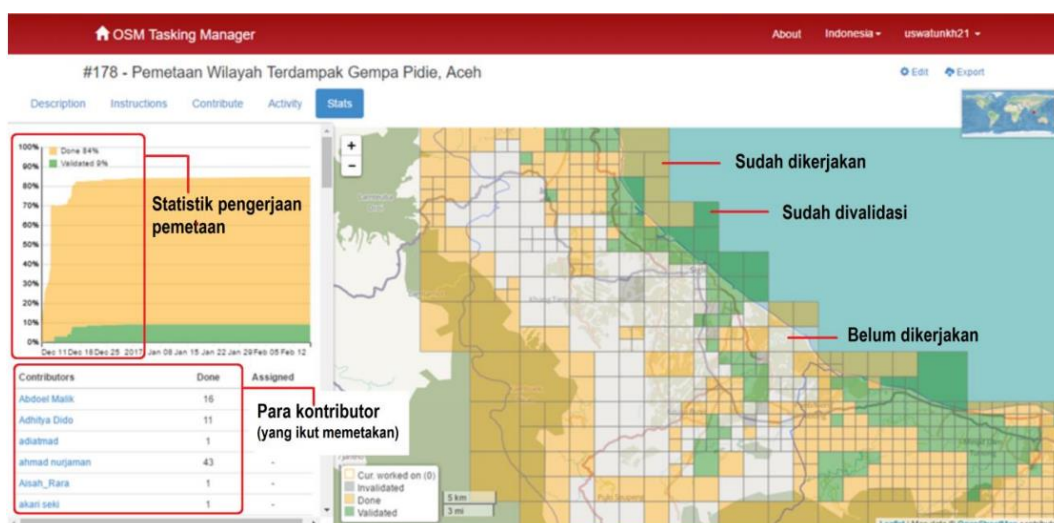 OSM Tasking Manager
About Indonesia uswatunkh21
#178 - Pemetaan Wilayah Terdampak Gempa Pidie, Aceh
Edit Export
Description Instructions Contribute Activity Stats
100%
90%
80%
70%
60%
50%
40%
30%
20%
10%
0%
Done 84%
Validated 9%
Dec 11 Dec 18 Dec 25 2017 Jan 08 Jan 15 Jan 22 Jan 29 Feb 05 Feb 12
Statistik pengerjaan
pemetaan
Contributors Done Assigned
Abdoel Malik 16
Adhitya Dido 11
adiatmad 1
ahmad nurjaman 43 -
Aisah_Rara 1 -
akari seki 1 -
Para kontributor
(yang ikut memetakan)
+
-
Sudah dikerjakan
Sudah divalidasi
Belum dikerjakan
Cur. worked on (0)
Invalidated
Done
Validated
5 km
3 mi